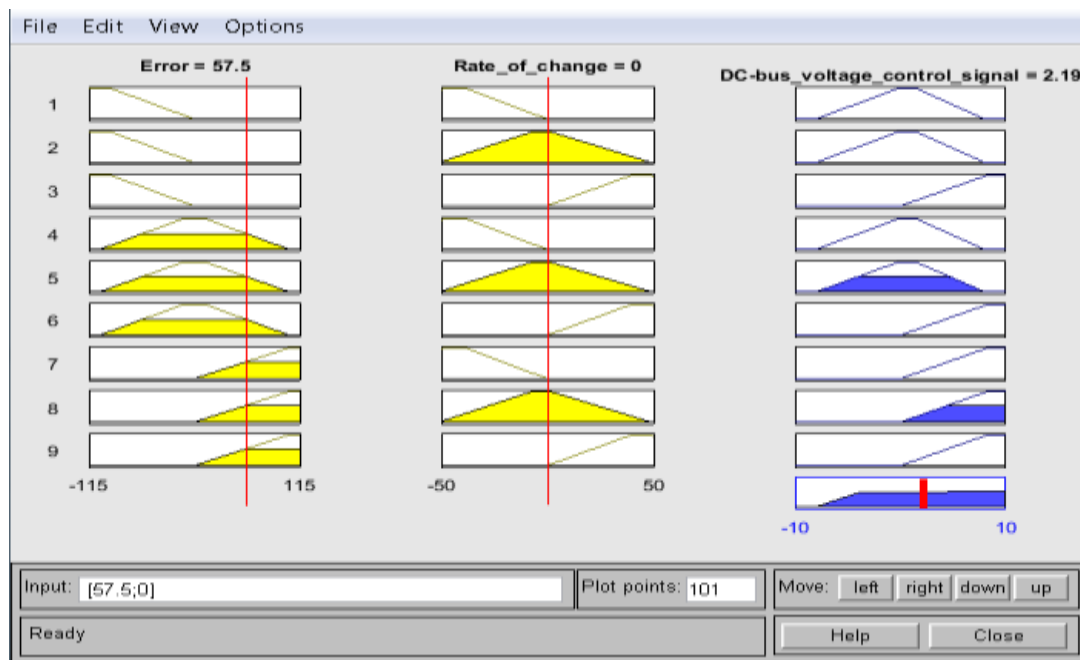 File Edit View Options
Error = 57.5
Rate_of_change = 0
DC-bus_voltage_control_signal = 2.19
1
2
3
4
5
6
7
8
9
-115 115
-50 50
-10 10
Input: [57.5;0]
Plot points: 101
Move: left right down up
Ready
Help Close